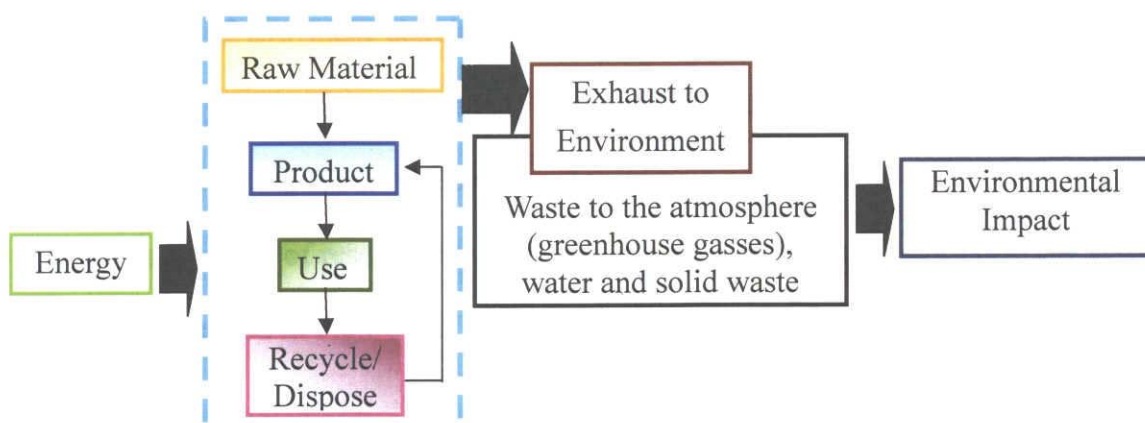 Raw Material
Product
Use
Recycle/
Dispose
Energy
Exhaust to
Environment
Waste to the atmosphere
(greenhouse gasses),
water and solid waste
Environmental
Impact